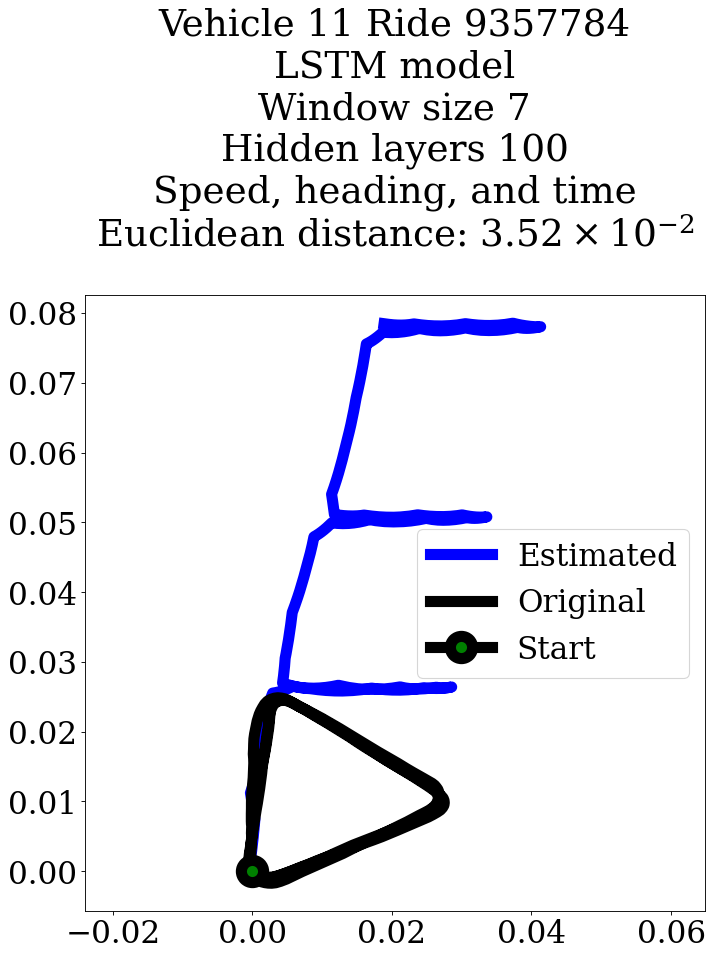 Vehicle 11 Ride 9357784
LSTM model
Window size 7
Hidden layers 100
Speed, heading, and time
Euclidean distance: 3.52 × 10⁻²
0.08
0.07
0.06
0.05
0.04
0.03
0.02
0.01
0.00
Estimated
Original
Start
−0.02 0.00 0.02 0.04 0.06